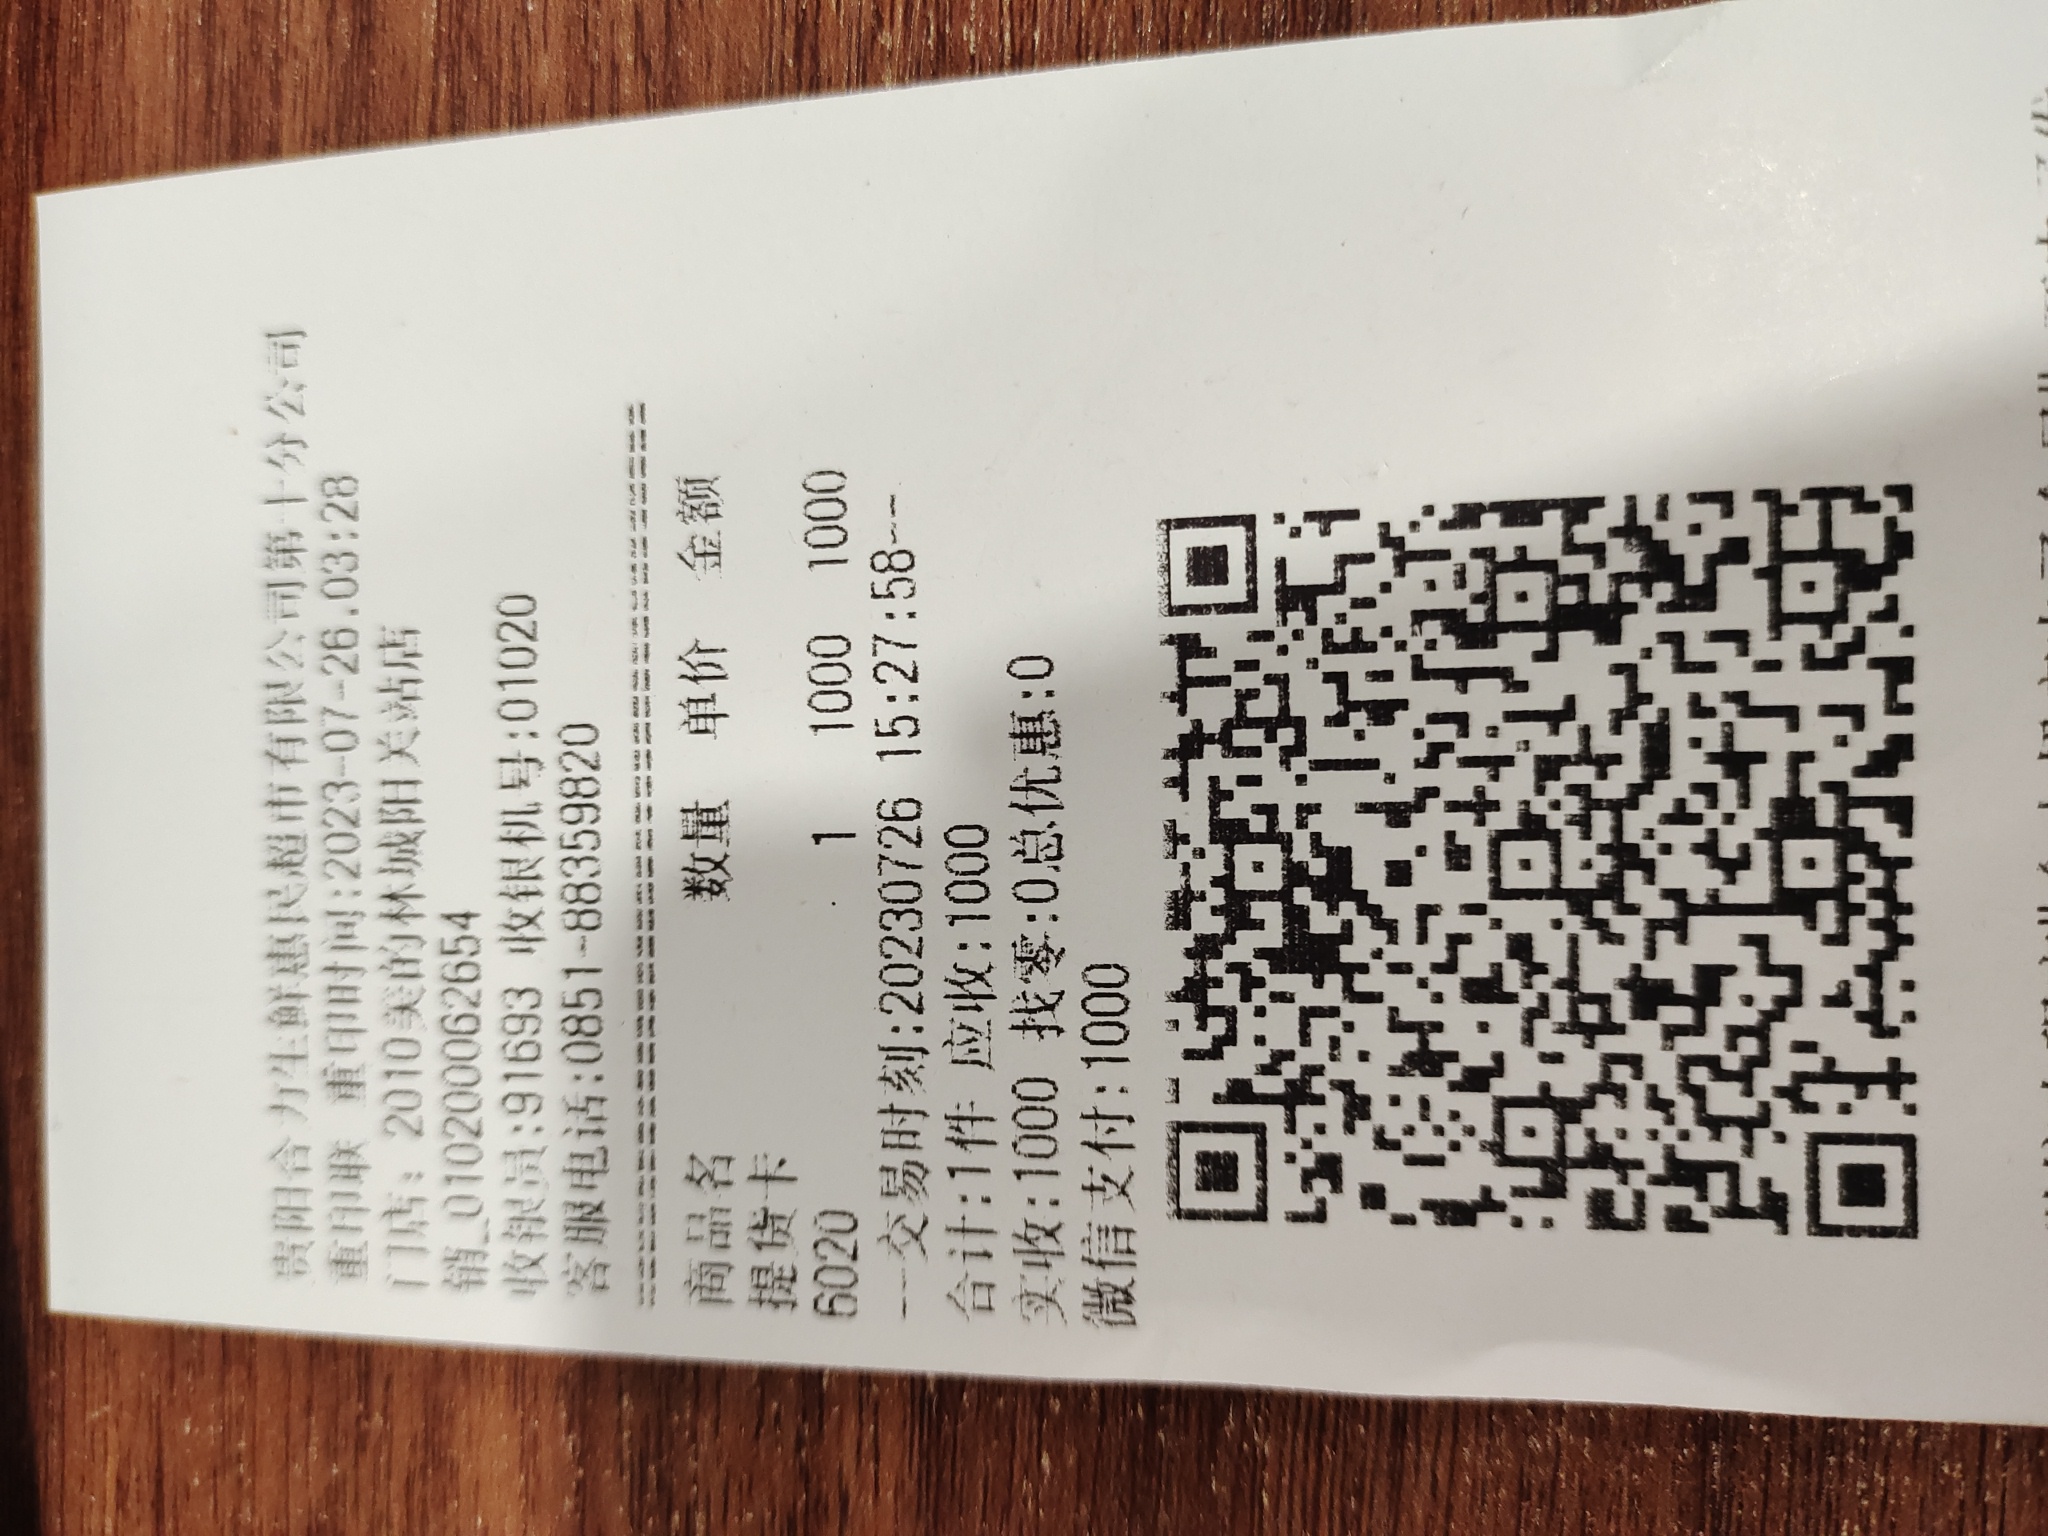 贵阳合力生鲜惠民超市有限公司第十分公司
重印联 重印时间:2023-07-26.03:28
门店: 2010美的林城阳关站店
销_010200062654
收银员:91693 收银机号:01020
客服电话:0851-88359820
商品名 数量 单价 金额
提货卡
6020 1 1000 1000
---交易时刻:20230726 15:27:58--
合计:1件 应收:1000
实收:1000 找零:0总优惠:0
微信支付:1000